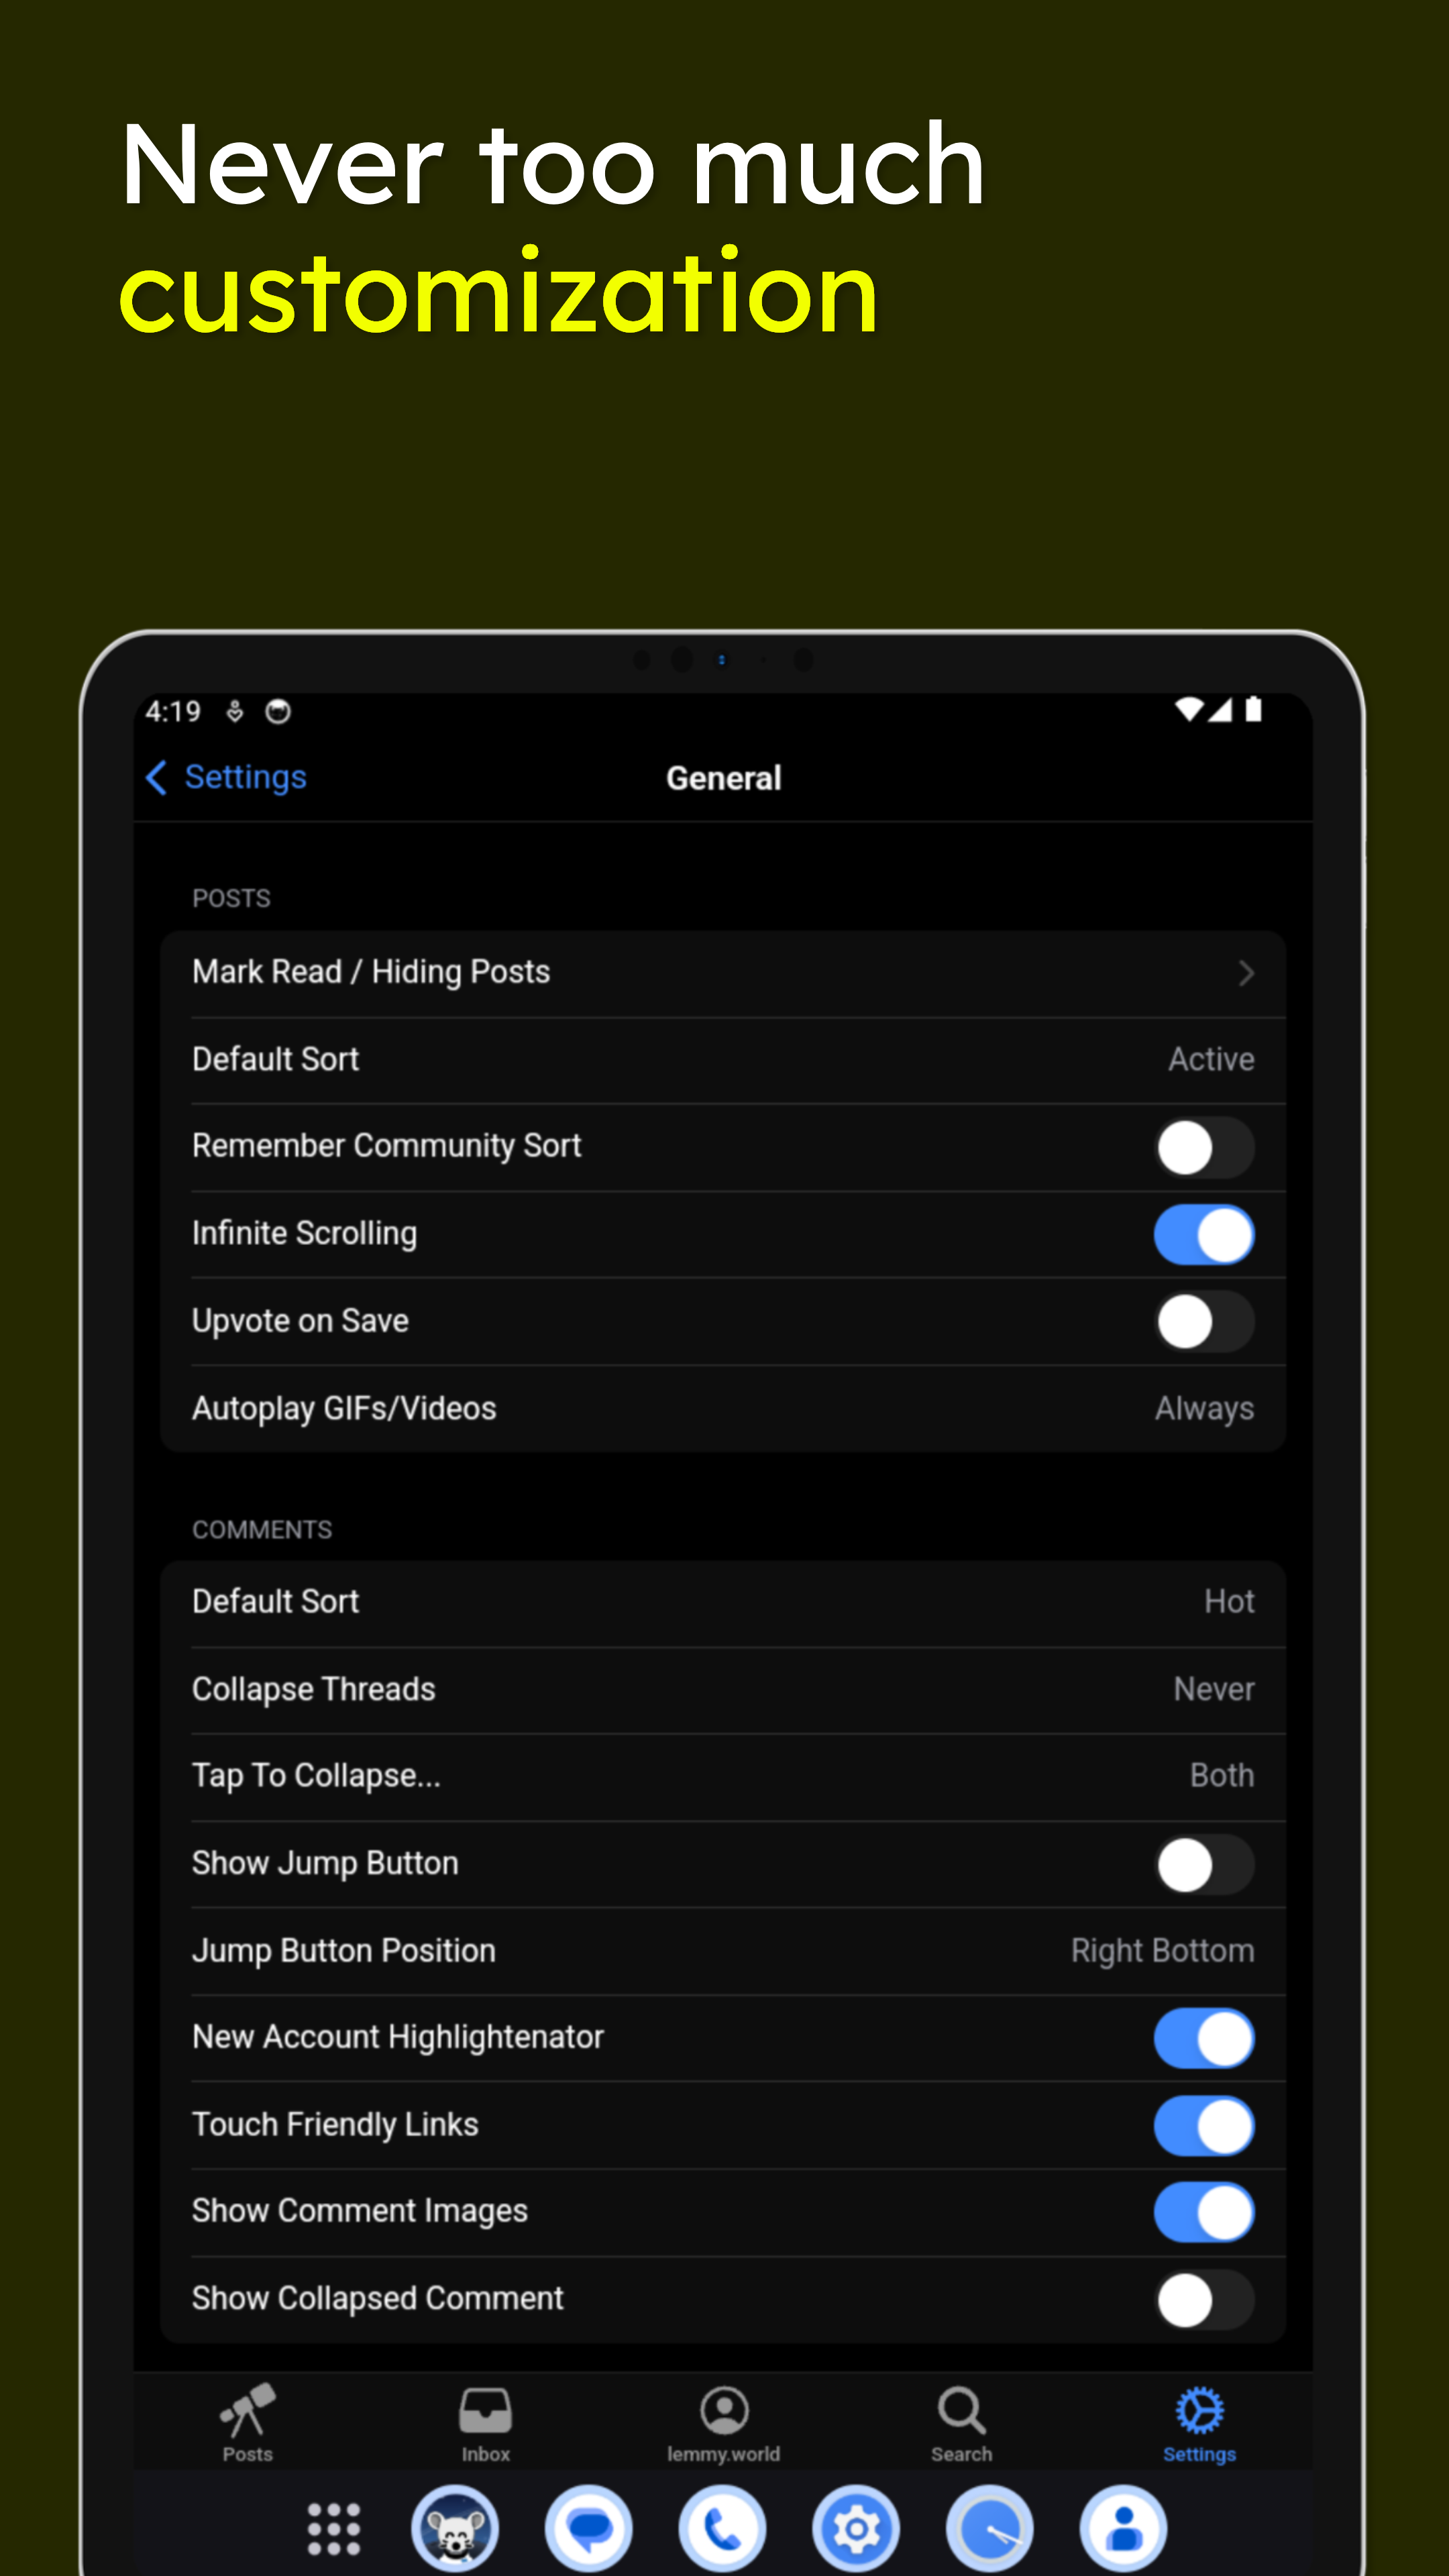 Never too much
customization
4:19
Settings
General
POSTS
Mark Read / Hiding Posts
Default Sort
Active
Remember Community Sort
Infinite Scrolling
Upvote on Save
Autoplay GIFs/Videos
Always
COMMENTS
Default Sort
Hot
Collapse Threads
Never
Tap To Collapse...
Both
Show Jump Button
Jump Button Position
Right Bottom
New Account Highlightenator
Touch Friendly Links
Show Comment Images
Show Collapsed Comment
Posts
Inbox
lemmy.world
Search
Settings